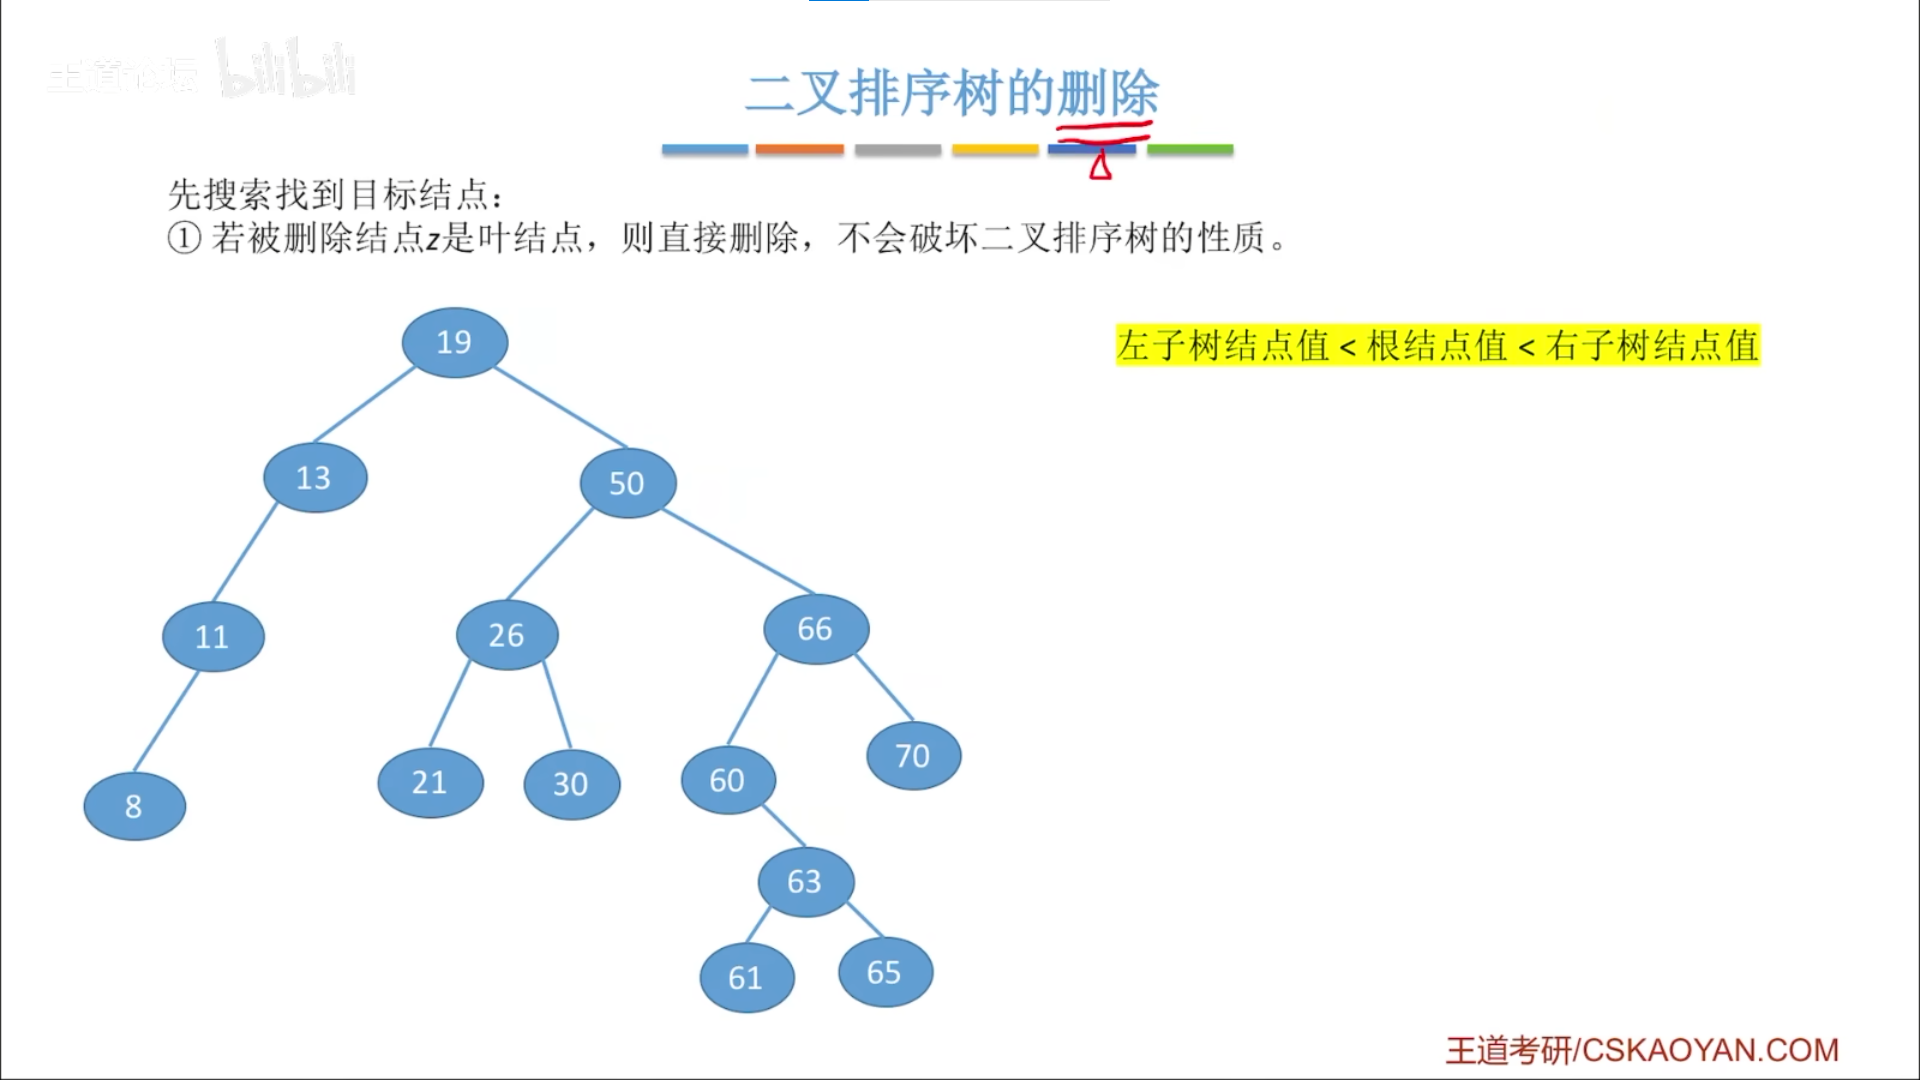 王道论坛 bilibili
二叉排序树的删除
先搜索找到目标结点：
① 若被删除结点z是叶结点，则直接删除，不会破坏二叉排序树的性质。
左子树结点值 < 根结点值 < 右子树结点值
19
13
50
11
26
66
8
21
30
60
70
63
61
65
王道考研/CSKAOYAN.COM